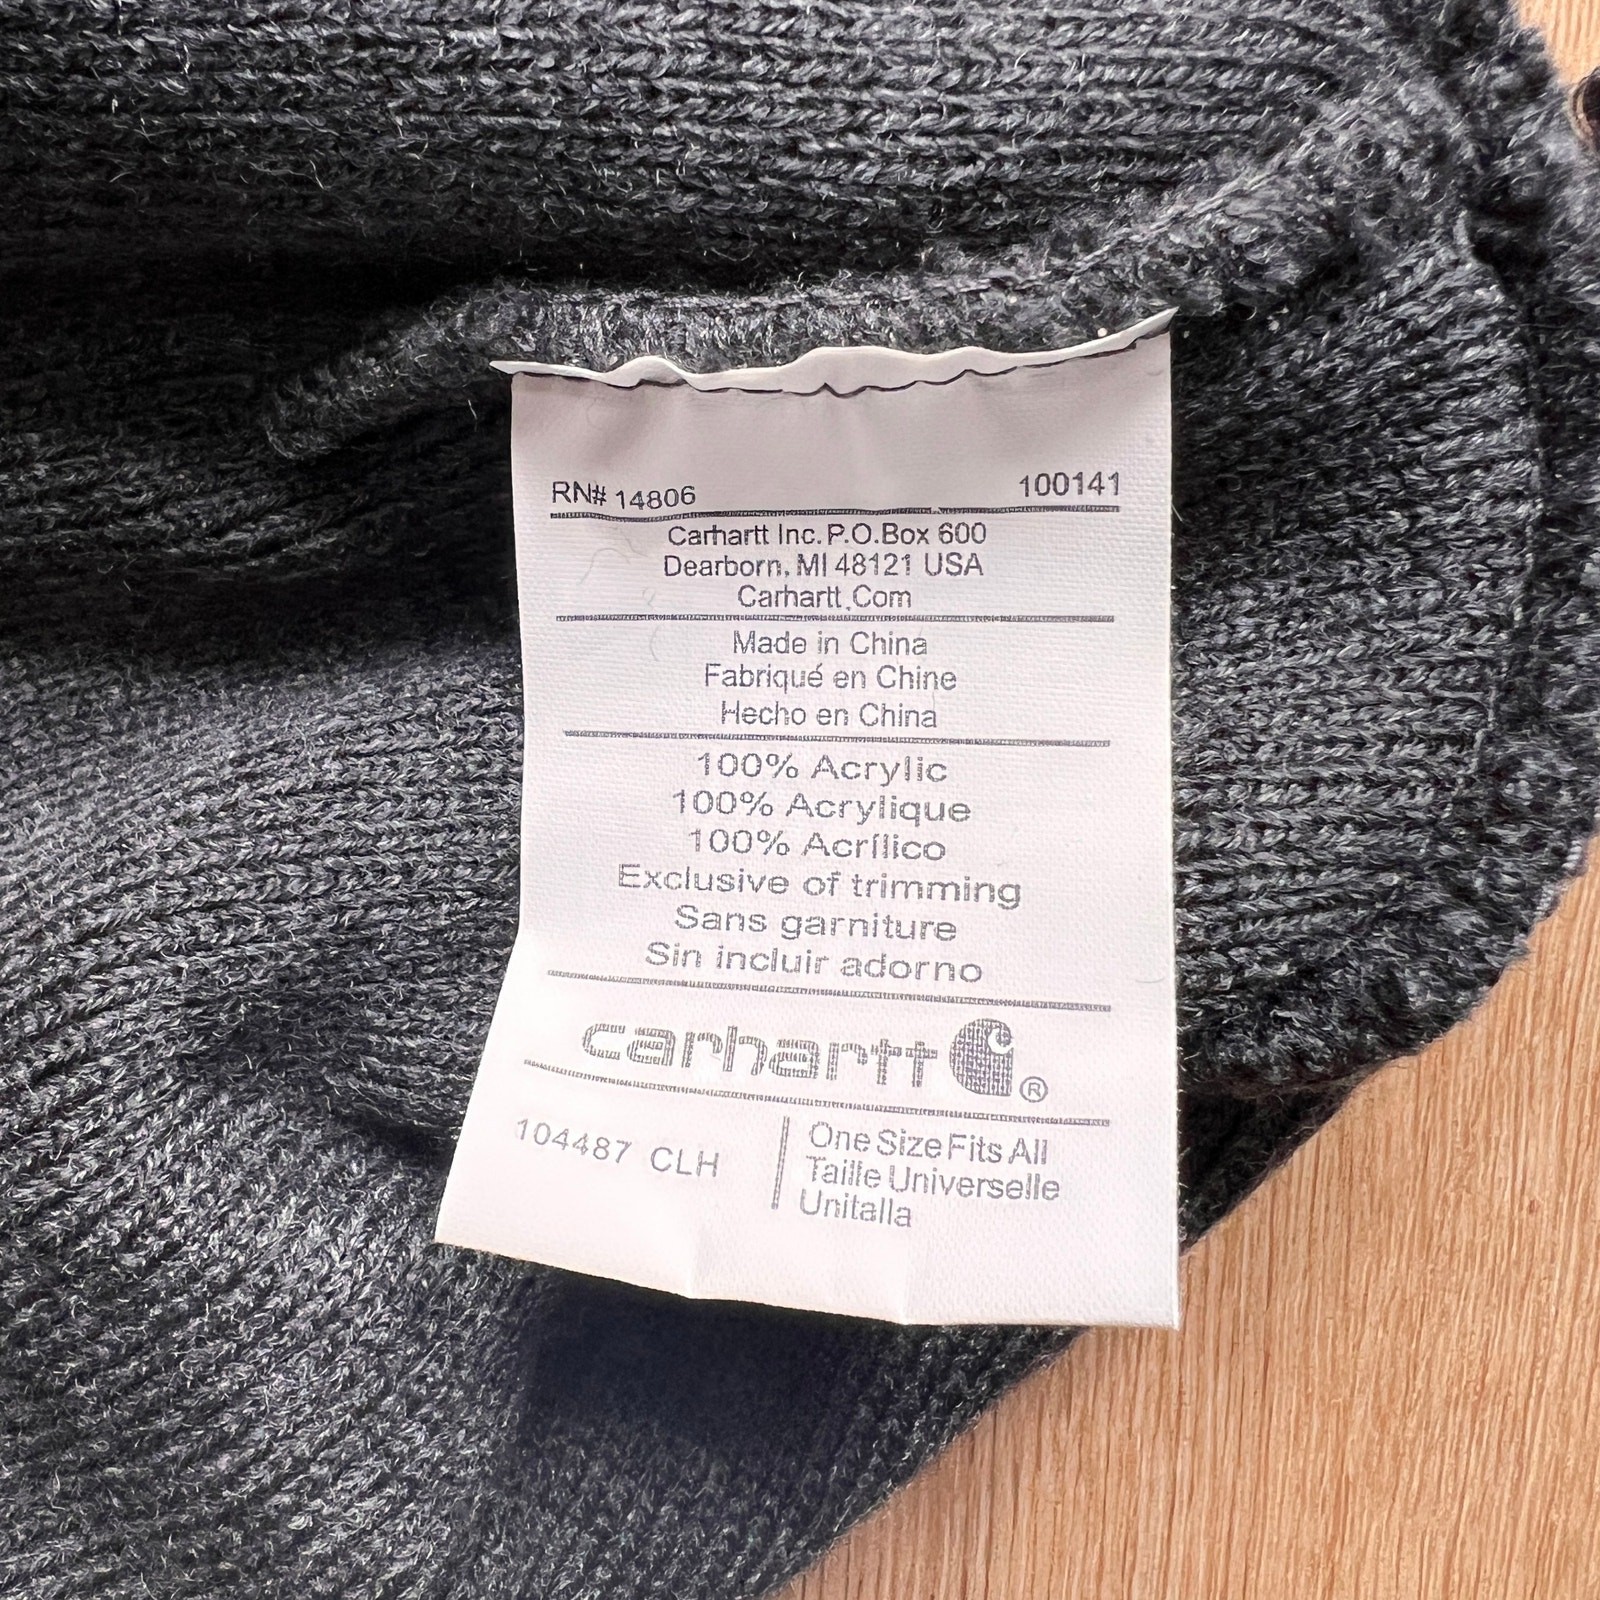 RN# 14806 100141
Carhartt Inc. P.O.Box 600
Dearborn, MI 48121 USA
Carhartt.Com
Made in China
Fabriqué en Chine
Hecho en China
100% Acrylic
100% Acrylique
100% Acrílico
Exclusive of trimming
Sans garniture
Sin incluir adorno
carhartt ®
104487 CLH
One Size Fits All
Taille Universelle
Unitalla